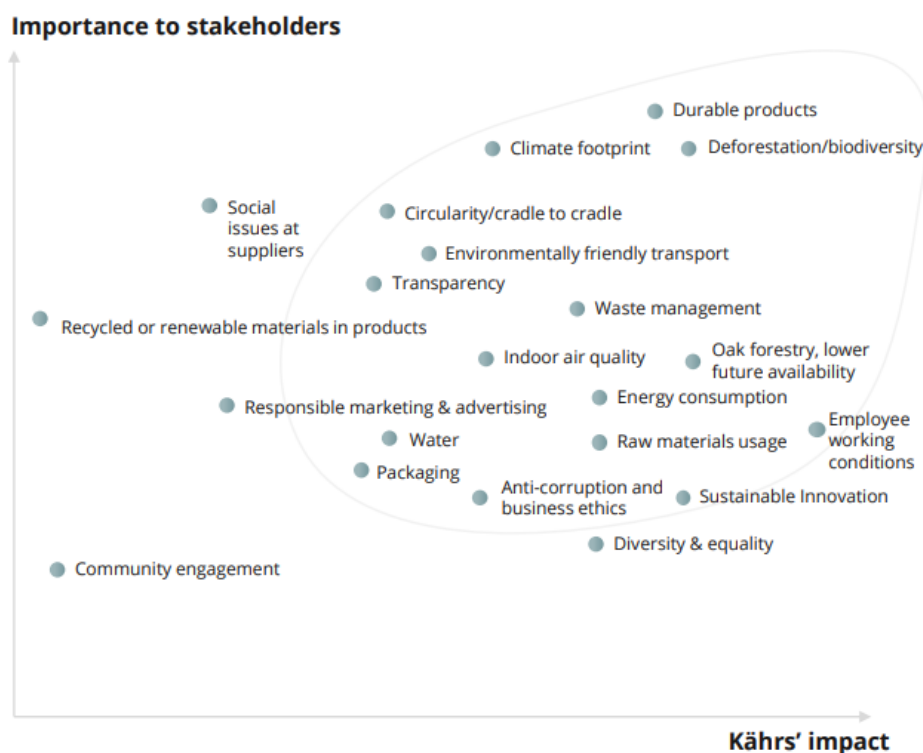 Importance to stakeholders
Durable products
Climate footprint
Deforestation/biodiversity
Social
issues at
suppliers
Circularity/cradle to cradle
Environmentally friendly transport
Transparency
Waste management
Recycled or renewable materials in products
Indoor air quality
Oak forestry, lower
future availability
Energy consumption
Responsible marketing & advertising
Employee
working
conditions
Water
Raw materials usage
Packaging
Anti-corruption and
business ethics
Sustainable Innovation
Diversity & equality
Community engagement
Kährs’ impact